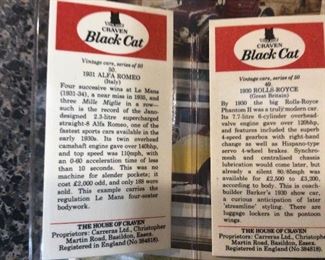 CRAVEN
Black Cat
Vintage cars, series of 50
50.
1931 ALFA ROMEO
(Italy)
Four successive wins at Le Mans
(1931-34), a near miss in 1935, and
three Mille Miglie in a row—
such is the record of the Jano-
designed 2.3-litre supercharged
straight-8 Alfa Romeo, one of the
fastest sports cars available in the
early 1930s. Its twin overhead
camshaft engine gave over 140bhp,
and top speed was 110mph, with
an 0-60 acceleration time of less
than 10 seconds. This was no
machine for slender pockets; it
cost £2,000 odd, and only 188 were
sold. This example carries the
regulation Le Mans four-seater
bodywork.
THE HOUSE OF CRAVEN
Proprietors: Carreras Ltd., Christopher
Martin Road, Basildon, Essex.
Registered in England (No 384818).
CRAVEN
Black Cat
Vintage cars, series of 50
49.
1930 ROLLS-ROYCE
(Great Britain)
By 1930 the big Rolls-Royce
Phantom II was a truly modern car.
Its 7.7-litre 6-cylinder overhead-
valve engine gave over 120bhp,
and features included the superb
4-speed gearbox with right-hand
change as well as Hispano-type
servo 4-wheel brakes. Synchro-
mesh and centralised chassis
lubrication would come later, but
already a silent 80/85mph was
available for £2,500 to £3,200,
according to body. This is coach-
builder Barker's 1930 show car,
a curious anticipation of later
'streamline' styling. There are
luggage lockers in the pontoon
wings.
THE HOUSE OF CRAVEN
Proprietors: Carreras Ltd., Christopher
Martin Road, Basildon, Essex.
Registered in England (No 384818).